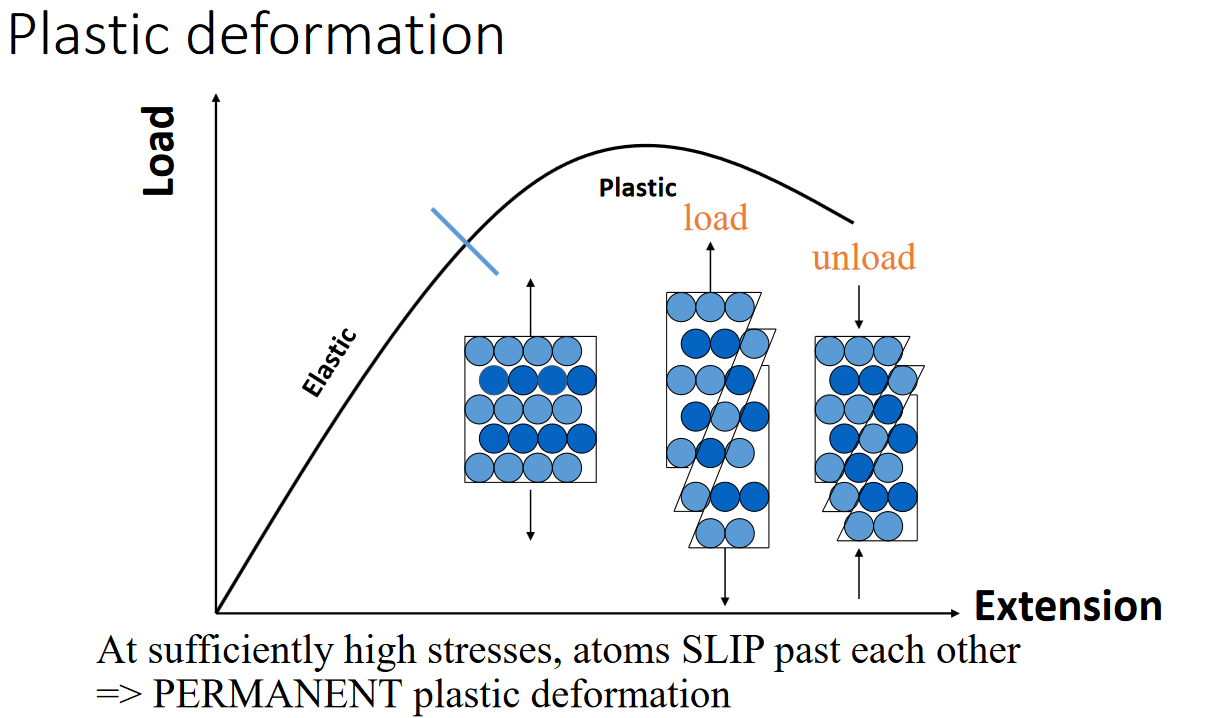 Plastic deformation
Load
Plastic
load
unload
Elastic
Extension
At sufficiently high stresses, atoms SLIP past each other
=> PERMANENT plastic deformation